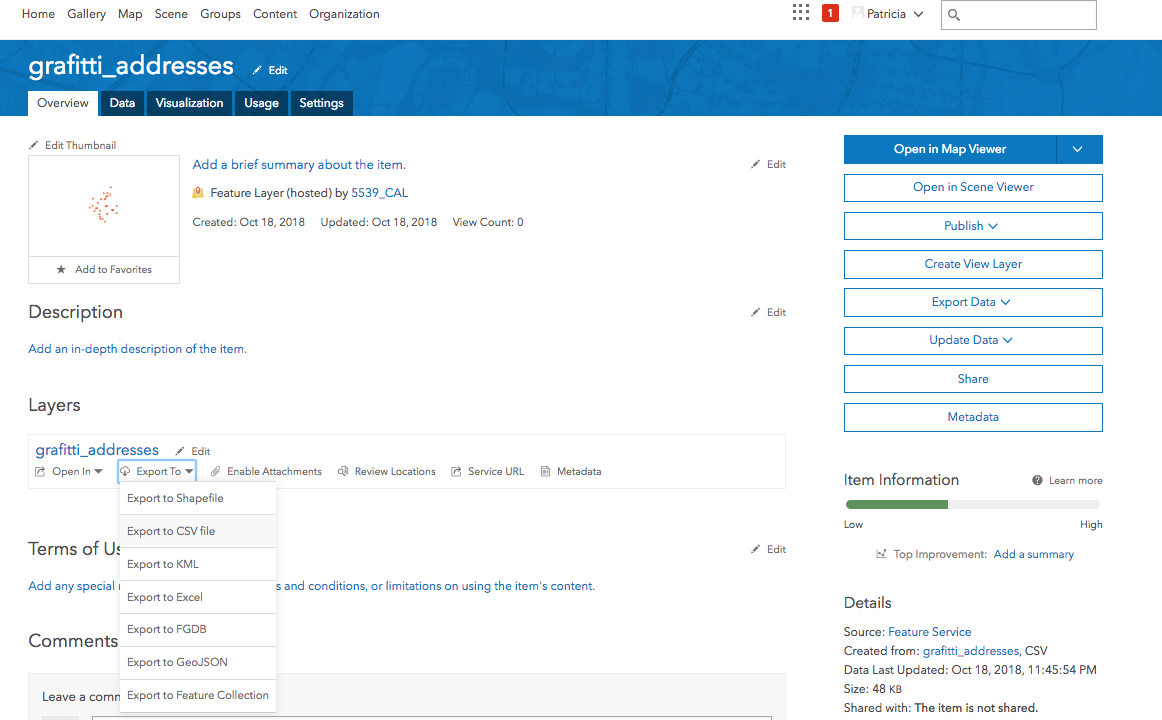 Home Gallery Map Scene Groups Content Organization 1 Patricia
grafitti_addresses Edit
Overview Data Visualization Usage Settings
Edit Thumbnail
Add a brief summary about the item. Edit
Feature Layer (hosted) by 5539_CAL
Created: Oct 18, 2018 Updated: Oct 18, 2018 View Count: 0
Add to Favorites
Description Edit
Add an in-depth description of the item.
Layers
grafitti_addresses Edit
Open In Export To Enable Attachments Review Locations Service URL Metadata
Export to Shapefile
Export to CSV file
Export to KML
Export to Excel
Export to FGDB
Export to GeoJSON
Export to Feature Collection
Terms of Us Edit
Add any special s and conditions, or limitations on using the item's content.
Comments
Leave a comm
Open in Map Viewer
Open in Scene Viewer
Publish
Create View Layer
Export Data
Update Data
Share
Metadata
Item Information Learn more
Low High
Top Improvement: Add a summary
Details
Source: Feature Service
Created from: grafitti_addresses, CSV
Data Last Updated: Oct 18, 2018, 11:45:54 PM
Size: 48 KB
Shared with: The item is not shared.